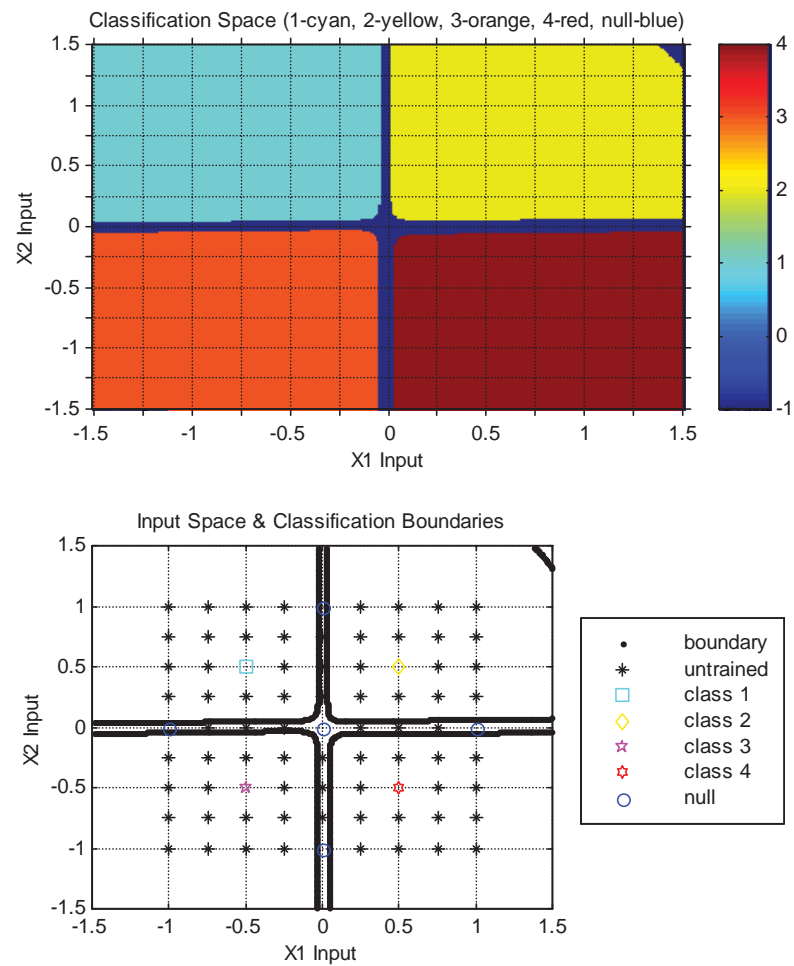 Classification Space (1-cyan, 2-yellow, 3-orange, 4-red, null-blue)
1.5
1
0.5
0
-0.5
-1
-1.5
X2 Input
-1.5 -1 -0.5 0 0.5 1 1.5
X1 Input
4
3
2
1
0
-1
Input Space & Classification Boundaries
1.5
1
0.5
0
-0.5
-1
-1.5
X2 Input
-1.5 -1 -0.5 0 0.5 1 1.5
X1 Input
boundary
untrained
class 1
class 2
class 3
class 4
null